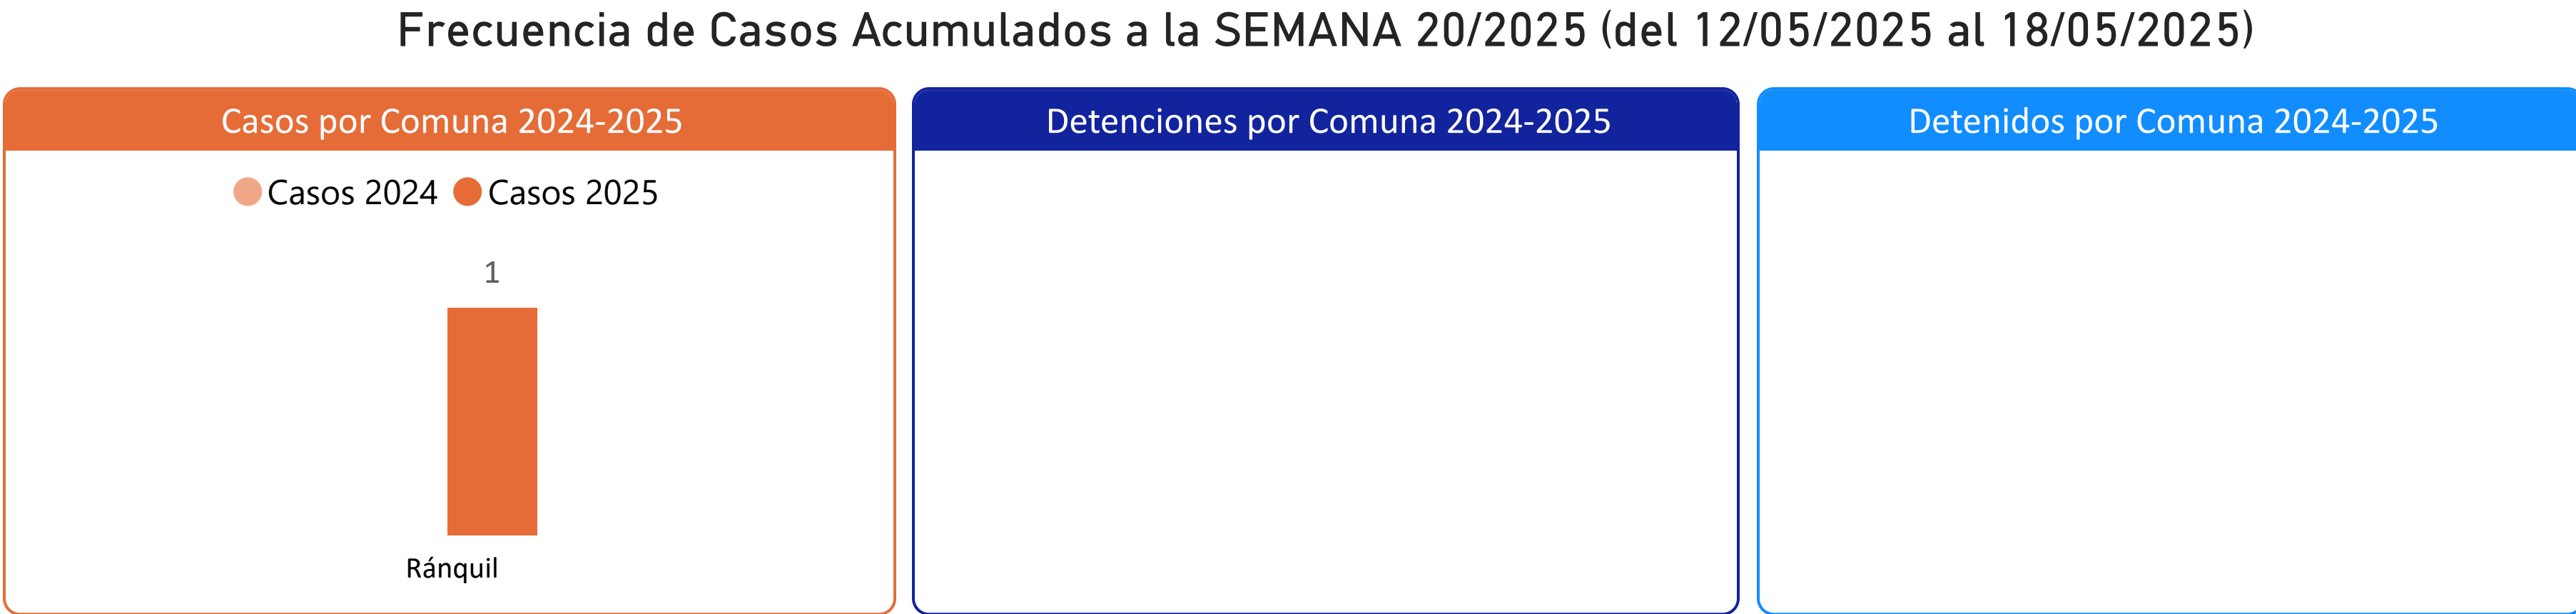 Frecuencia de Casos Acumulados a la SEMANA 20/2025 (del 12/05/2025 al 18/05/2025)
Casos por Comuna 2024-2025
Casos 2024 Casos 2025
1
Ránquil
Detenciones por Comuna 2024-2025
Detenidos por Comuna 2024-2025